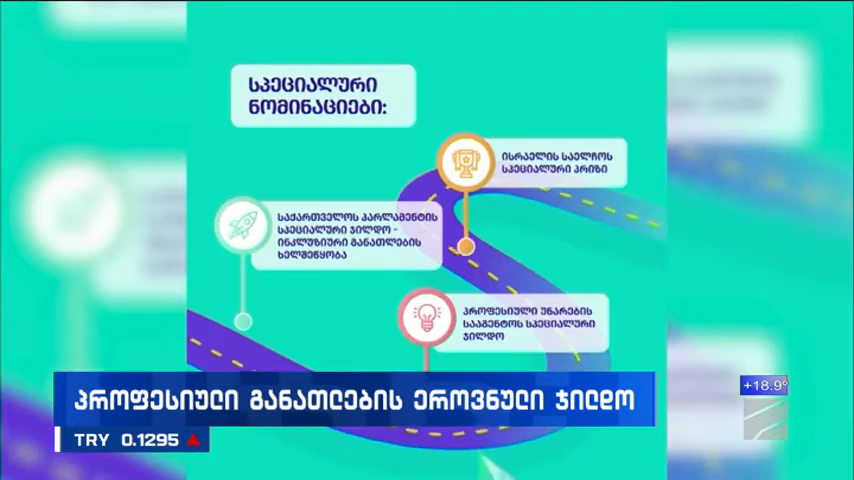 სპეციალური
ნომინაციები:
ისრაელის საელჩოს
სპეციალური პრიზი
საქართველოს პარლამენტის
სპეციალური ჯილდო -
ინკლუზიური განათლების
ხელშეწყობა
პროფესიული უნარების
სააგენტოს სპეციალური
ჯილდო
პროფესიული განათლების ეროვნული ჯილდო
+18.9°
TRY 0.1295